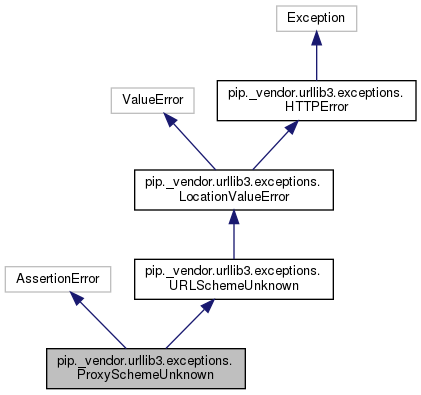 Exception
pip._vendor.urllib3.exceptions.
HTTPError
ValueError
pip._vendor.urllib3.exceptions.
LocationValueError
AssertionError
pip._vendor.urllib3.exceptions.
URLSchemeUnknown
pip._vendor.urllib3.exceptions.
ProxySchemeUnknown